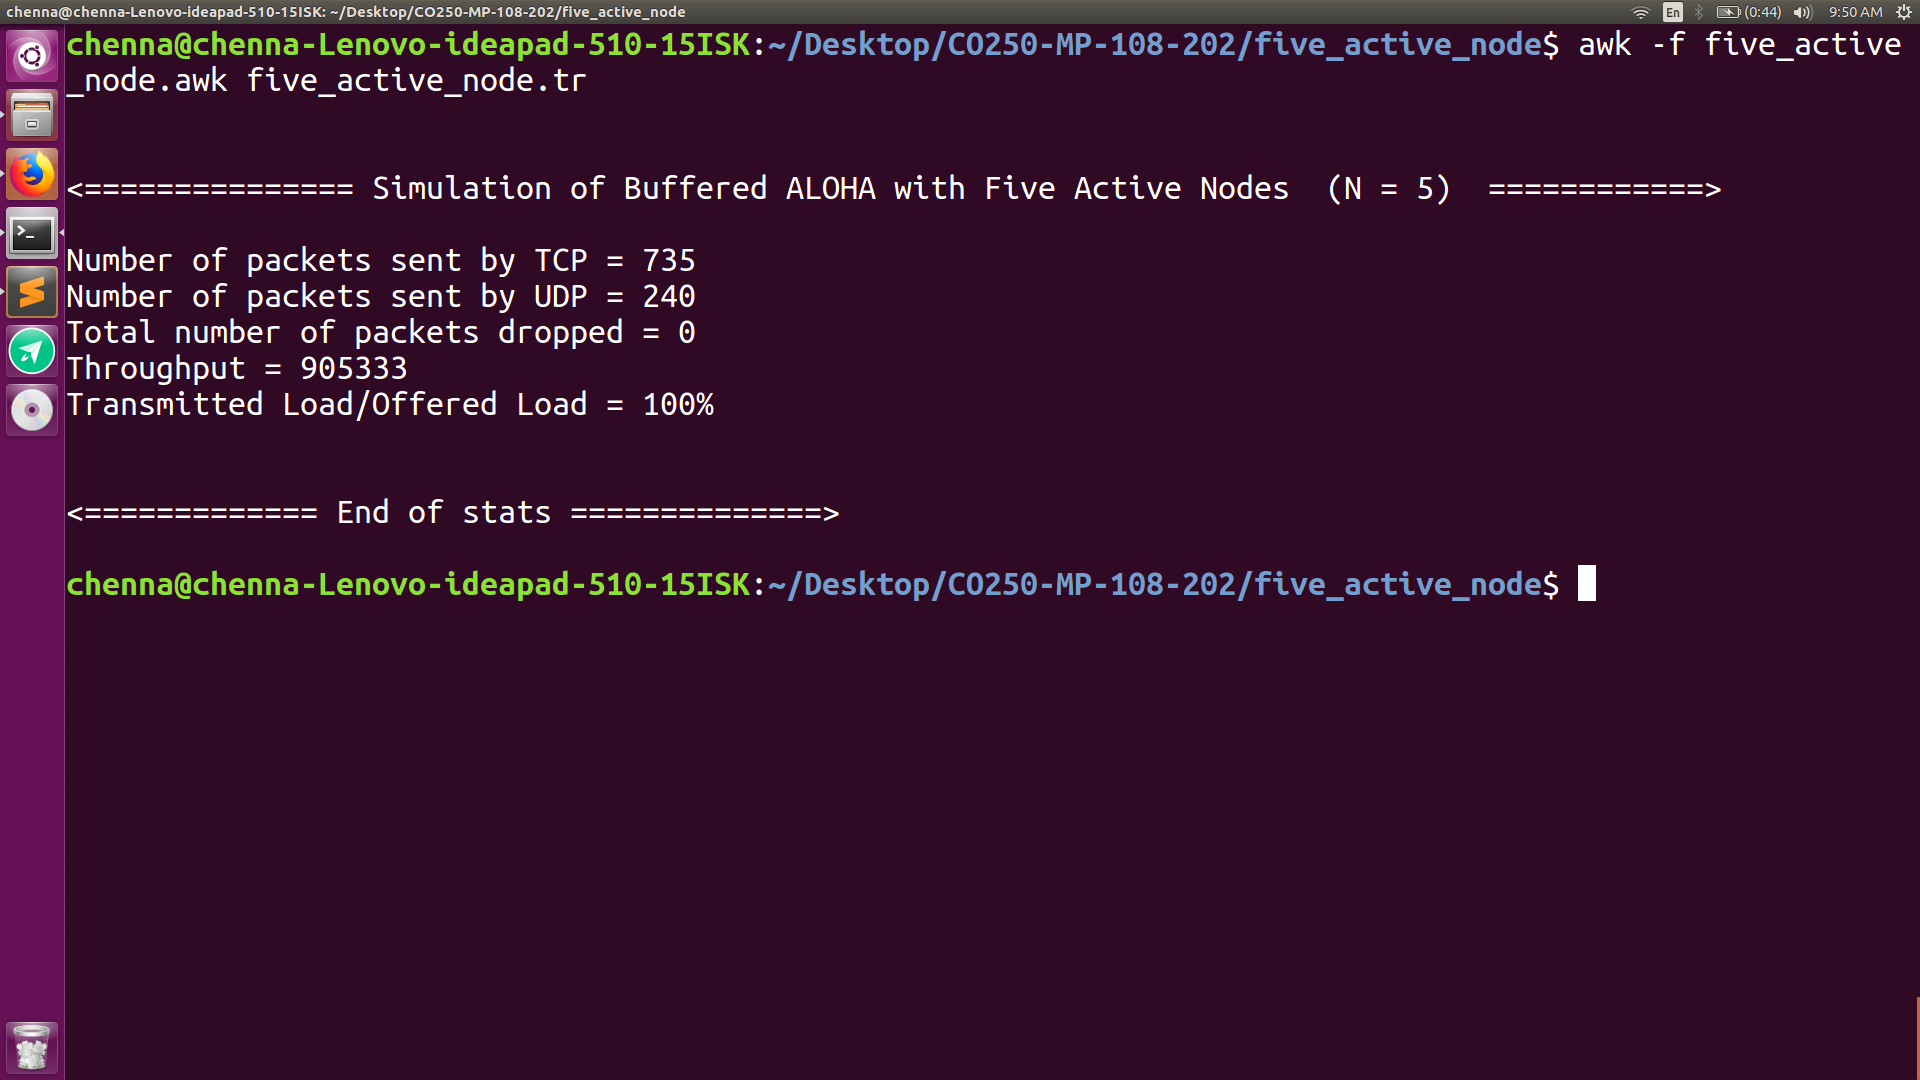 chenna@chenna-Lenovo-ideapad-510-15ISK: ~/Desktop/CO250-MP-108-202/five_active_node
En
(0:44)
9:50 AM
chenna@chenna-Lenovo-ideapad-510-15ISK:~/Desktop/CO250-MP-108-202/five_active_node$ awk -f five_active
_node.awk five_active_node.tr
<=============== Simulation of Buffered ALOHA with Five Active Nodes  (N = 5)  ============>
Number of packets sent by TCP = 735
Number of packets sent by UDP = 240
Total number of packets dropped = 0
Throughput = 905333
Transmitted Load/Offered Load = 100%
<============= End of stats ==============>
chenna@chenna-Lenovo-ideapad-510-15ISK:~/Desktop/CO250-MP-108-202/five_active_node$